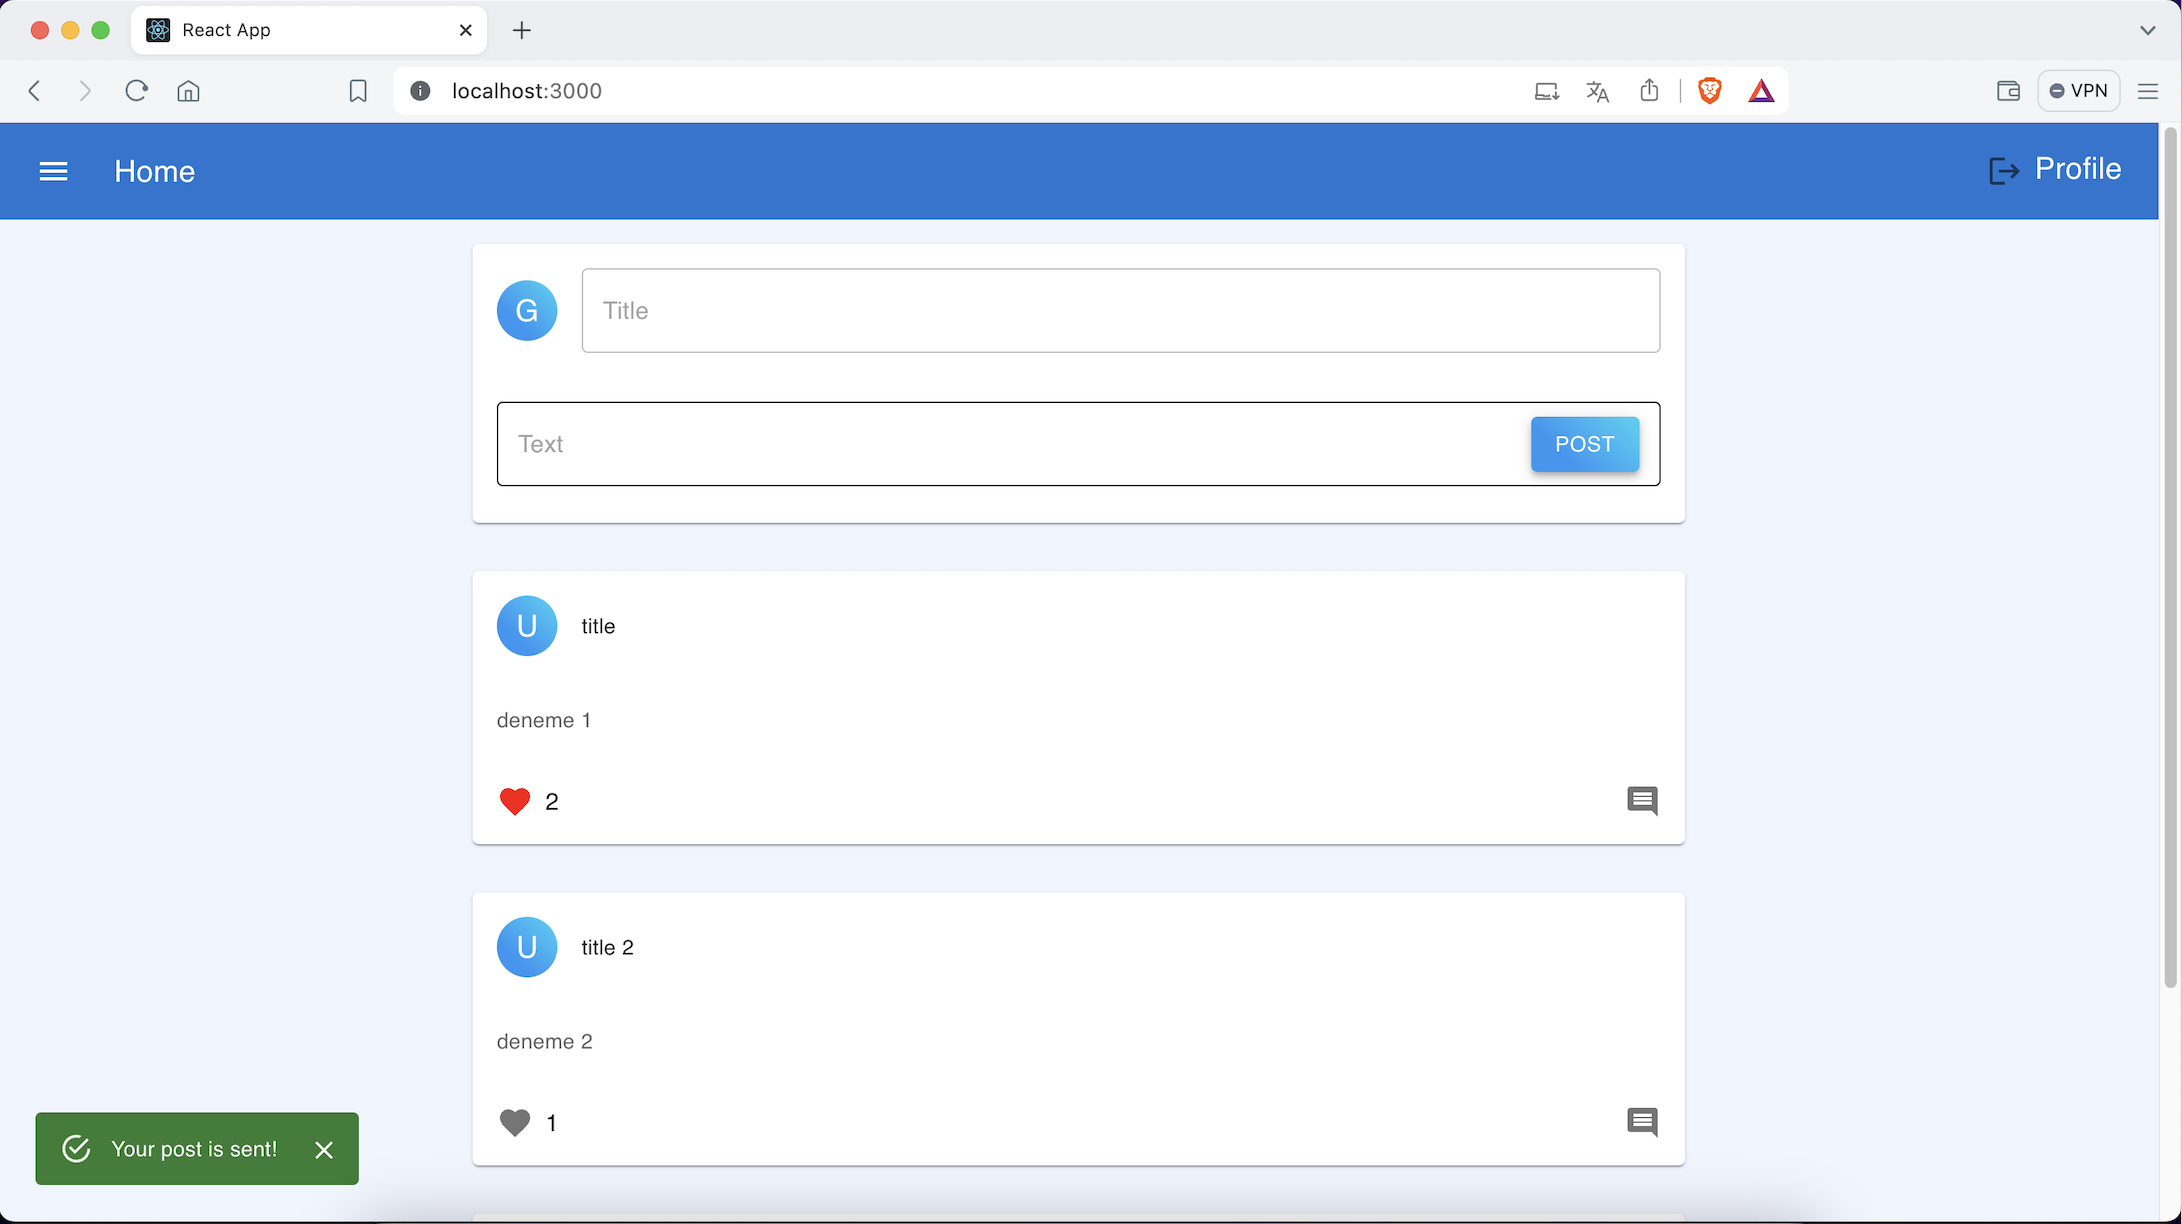 React App
localhost:3000
VPN
Home
Profile
G
Title
Text
POST
U
title
deneme 1
2
U
title 2
deneme 2
1
Your post is sent!